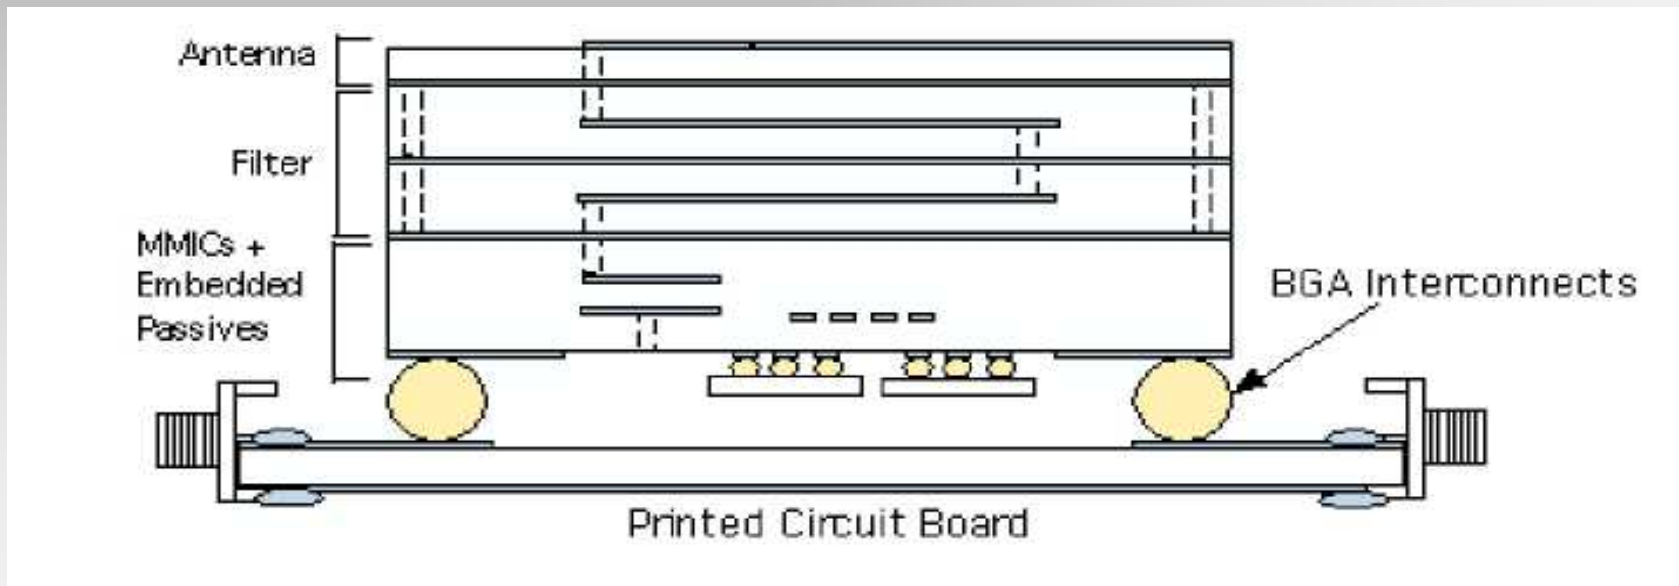 Antenna
Filter
MMICs +
Embedded
Passives
BGA Interconnects
Printed Circuit Board